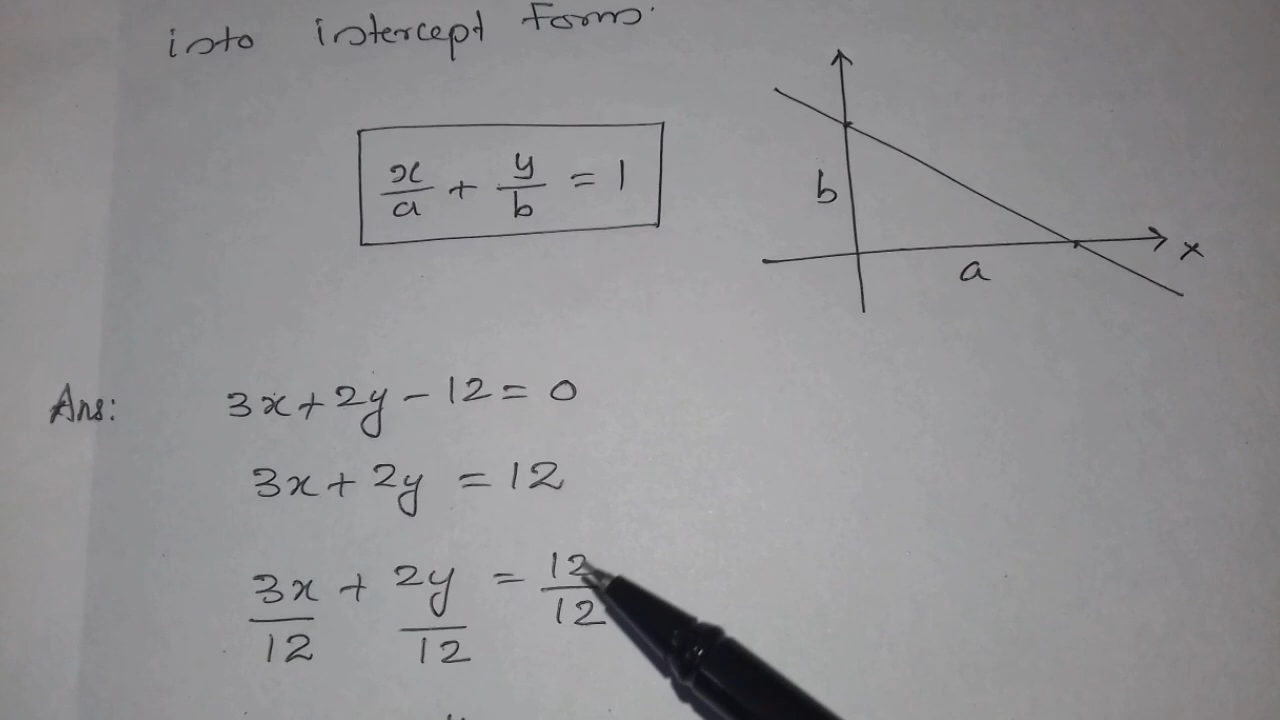 into intercept Form.
x/a + y/b = 1
b
a
x
Ans: 3x + 2y - 12 = 0
3x + 2y = 12
3x/12 + 2y/12 = 12/12